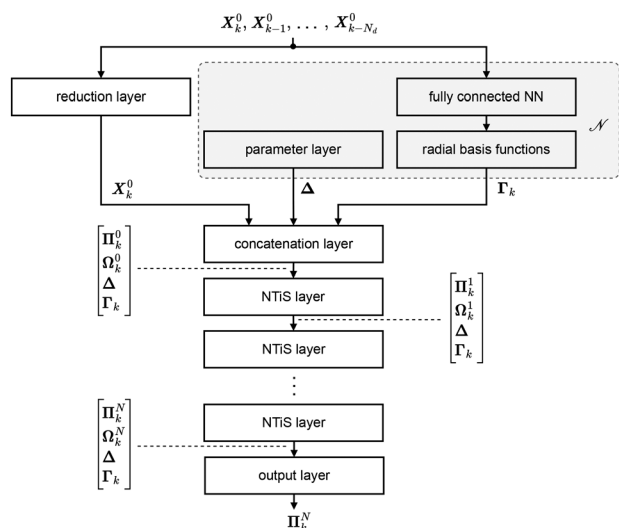 X_k^0, X_{k-1}^0, ... , X_{k-N_d}^0
reduction layer
fully connected NN
𝒩
parameter layer
radial basis functions
X_k^0
Δ
Γ_k
concatenation layer
Π_k^0
Ω_k^0
Δ
Γ_k
NTiS layer
Π_k^1
Ω_k^1
Δ
Γ_k
NTiS layer
⋮
Π_k^N
Ω_k^N
Δ
Γ_k
NTiS layer
output layer
Π_k^N